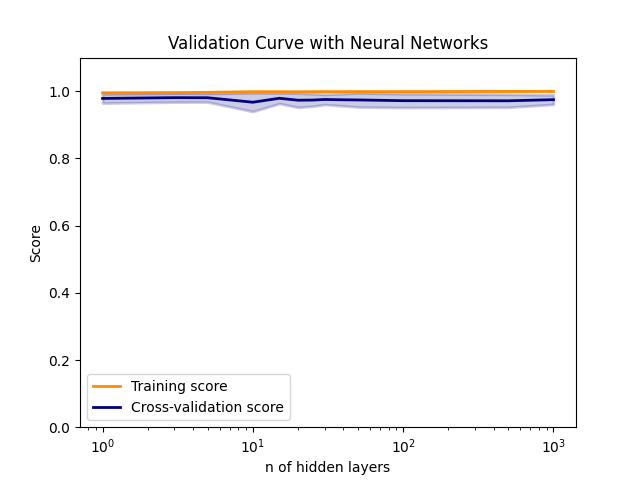 Validation Curve with Neural Networks
1.0
0.8
0.6
0.4
0.2
0.0
Score
Training score
Cross-validation score
10⁰
10¹
10²
10³
n of hidden layers